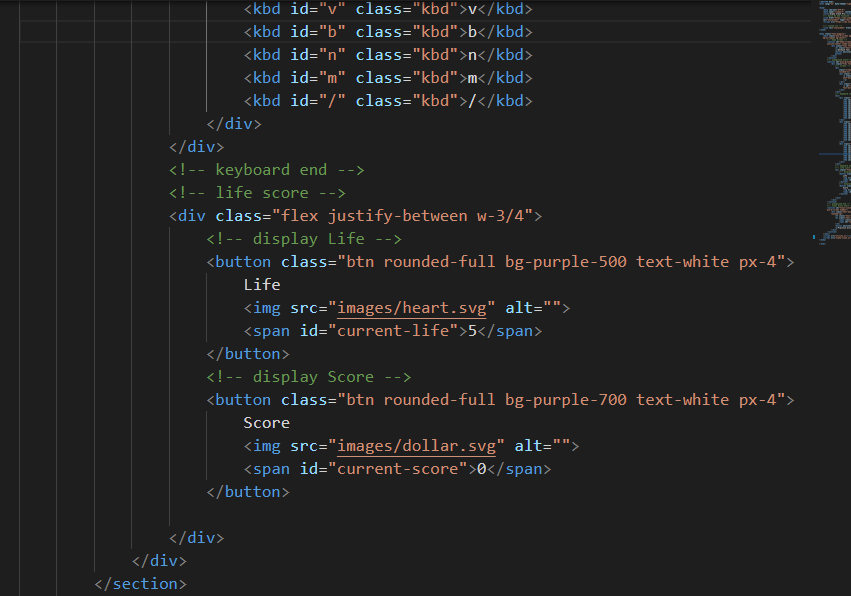 <kbd id="v" class="kbd">v</kbd>
<kbd id="b" class="kbd">b</kbd>
<kbd id="n" class="kbd">n</kbd>
<kbd id="m" class="kbd">m</kbd>
<kbd id="/" class="kbd">/</kbd>
</div>
</div>
<!-- keyboard end -->
<!-- life score -->
<div class="flex justify-between w-3/4">
<!-- display Life -->
<button class="btn rounded-full bg-purple-500 text-white px-4">
Life
<img src="images/heart.svg" alt="">
<span id="current-life">5</span>
</button>
<!-- display Score -->
<button class="btn rounded-full bg-purple-700 text-white px-4">
Score
<img src="images/dollar.svg" alt="">
<span id="current-score">0</span>
</button>
</div>
</div>
</section>